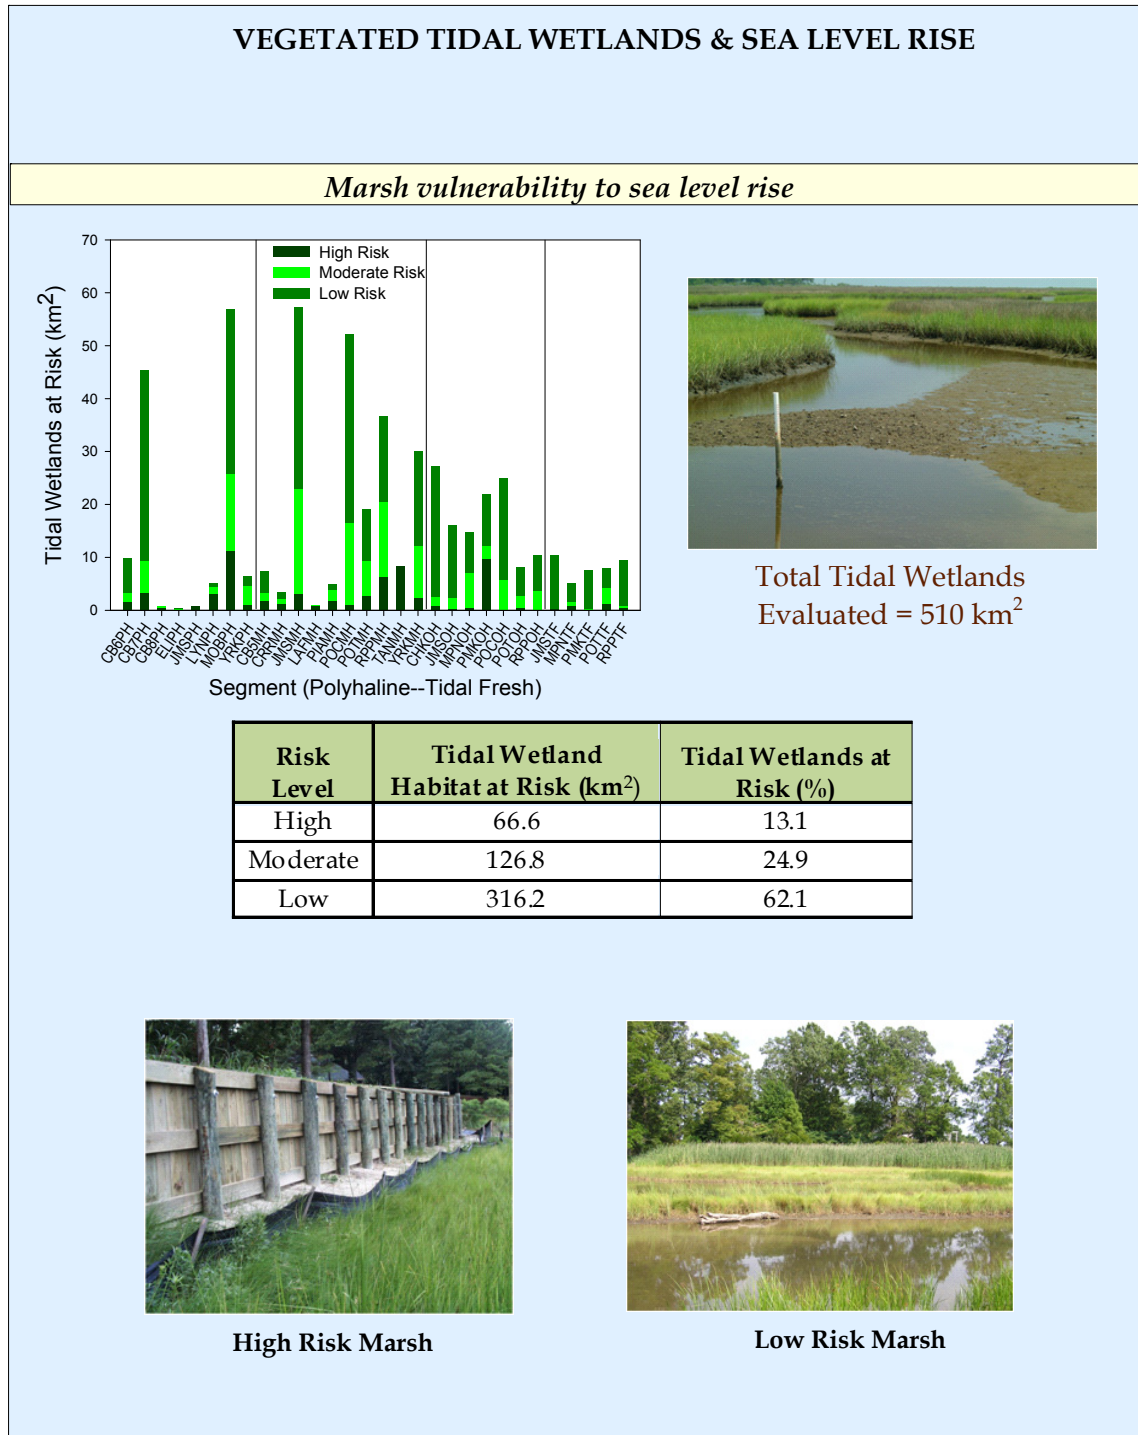 VEGETATED TIDAL WETLANDS & SEA LEVEL RISE
Marsh vulnerability to sea level rise
Tidal Wetlands at Risk (km²)
70
60
50
40
30
20
10
0
High Risk
Moderate Risk
Low Risk
CB6PH
CB7PH
CB8PH
ELIPH
JMSPH
LYNPH
MOBPH
YRKPH
CB5MH
CRRMH
JMSMH
LAFMH
PIAMH
POCMH
POTMH
RPPMH
TANMH
YRKMH
CHKOH
JMSOH
MPNOH
PMKOH
POCOH
POTOH
RPPOH
JMSTF
MPNTF
PMKTF
POTTF
RPPTF
Segment (Polyhaline--Tidal Fresh)
Total Tidal Wetlands
Evaluated = 510 km²
Risk Level | Tidal Wetland Habitat at Risk (km²) | Tidal Wetlands at Risk (%)
High 66.6 13.1
Moderate 126.8 24.9
Low 316.2 62.1
High Risk Marsh
Low Risk Marsh